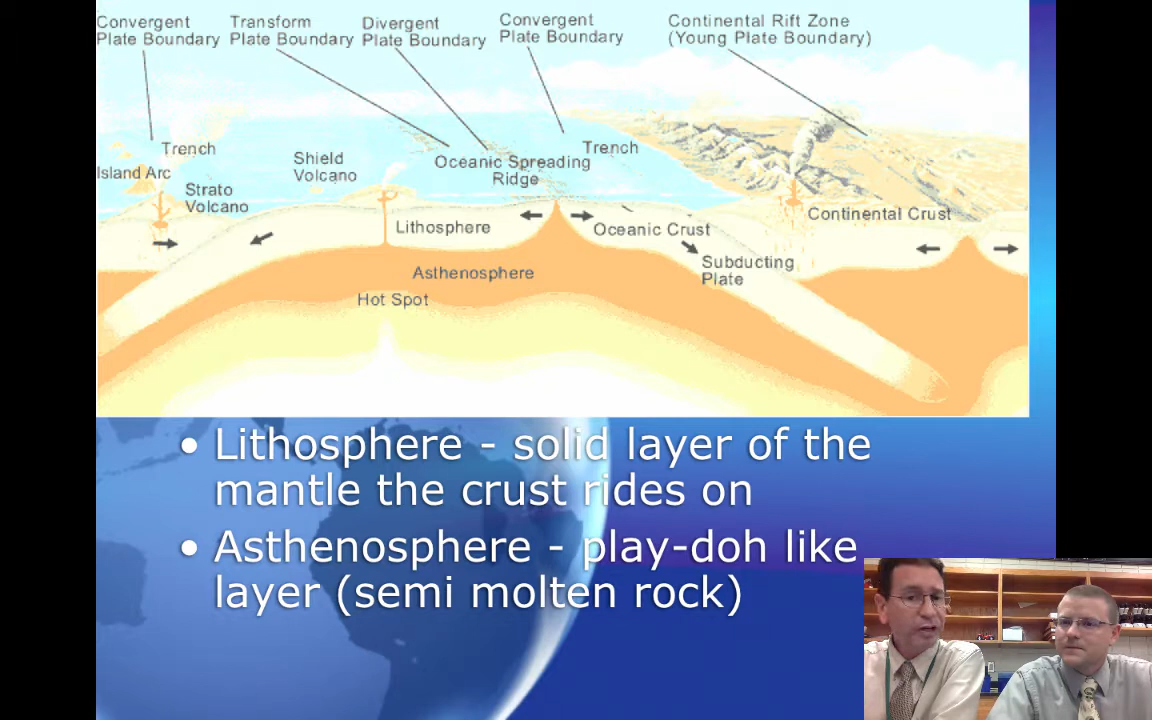 Convergent
Plate Boundary
Transform
Plate Boundary
Divergent
Plate Boundary
Convergent
Plate Boundary
Continental Rift Zone
(Young Plate Boundary)
Trench
Island Arc
Strato
Volcano
Shield
Volcano
Oceanic Spreading
Ridge
Trench
Lithosphere
Oceanic Crust
Continental Crust
Subducting
Plate
Asthenosphere
Hot Spot
• Lithosphere - solid layer of the
mantle the crust rides on
• Asthenosphere - play-doh like
layer (semi molten rock)